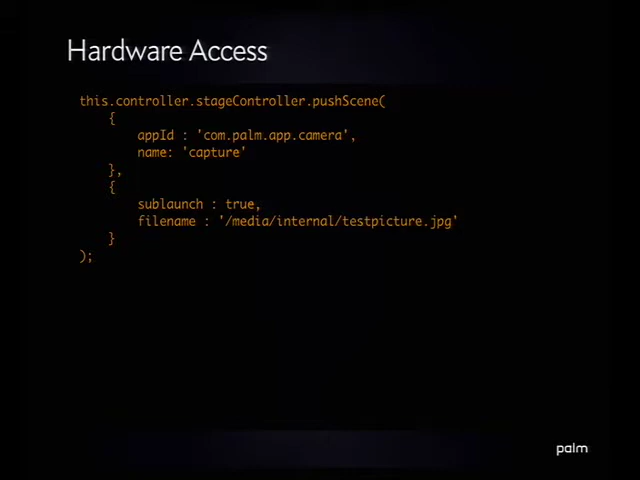 Hardware Access
this.controller.stageController.pushScene(
{
appId : 'com.palm.app.camera',
name: 'capture'
},
{
sublaunch : true,
filename : '/media/internal/testpicture.jpg'
}
);
palm